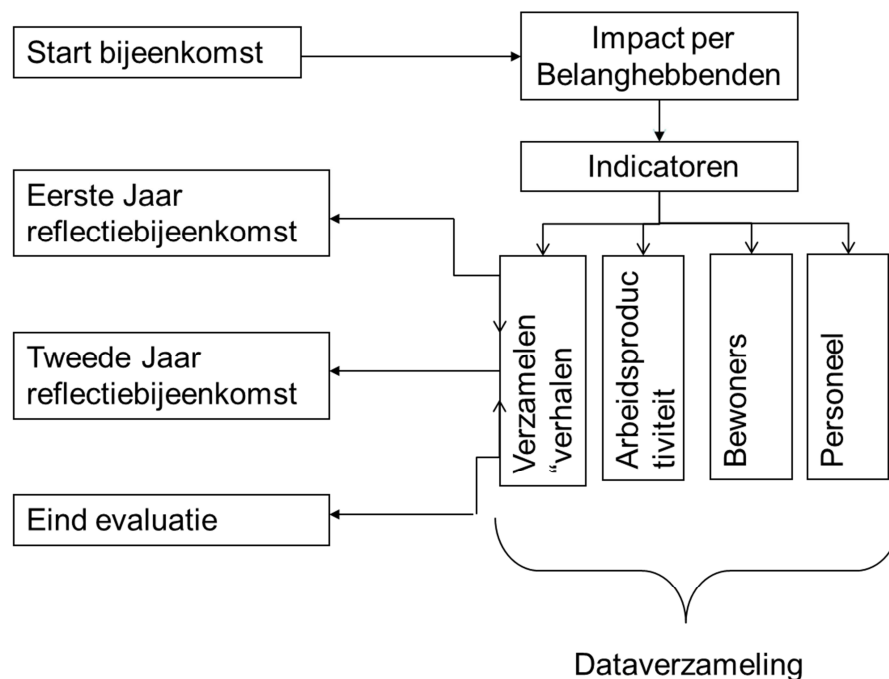 Start bijeenkomst
Impact per
Belanghebbenden
Indicatoren
Eerste Jaar
reflectiebijeenkomst
Tweede Jaar
reflectiebijeenkomst
Eind evaluatie
Verzamelen
“verhalen
Arbeidsproduc
tiviteit
Bewoners
Personeel
Dataverzameling